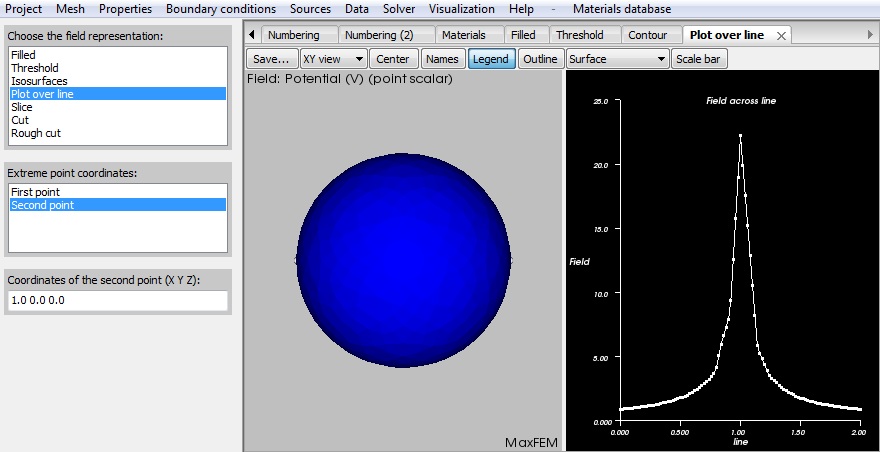 Project Mesh Properties Boundary conditions Sources Data Solver Visualization Help - Materials database
Choose the field representation:
Filled
Threshold
Isosurfaces
Plot over line
Slice
Cut
Rough cut
Extreme point coordinates:
First point
Second point
Coordinates of the second point (X Y Z):
1.0 0.0 0.0
Numbering Numbering (2) Materials Filled Threshold Contour Plot over line
Save... XY view Center Names Legend Outline Surface Scale bar
Field: Potential (V) (point scalar)
MaxFEM
Field across line
25.0
20.0
15.0
Field
10.0
5.00
0.000
0.000 0.500 1.00 1.50 2.00
line